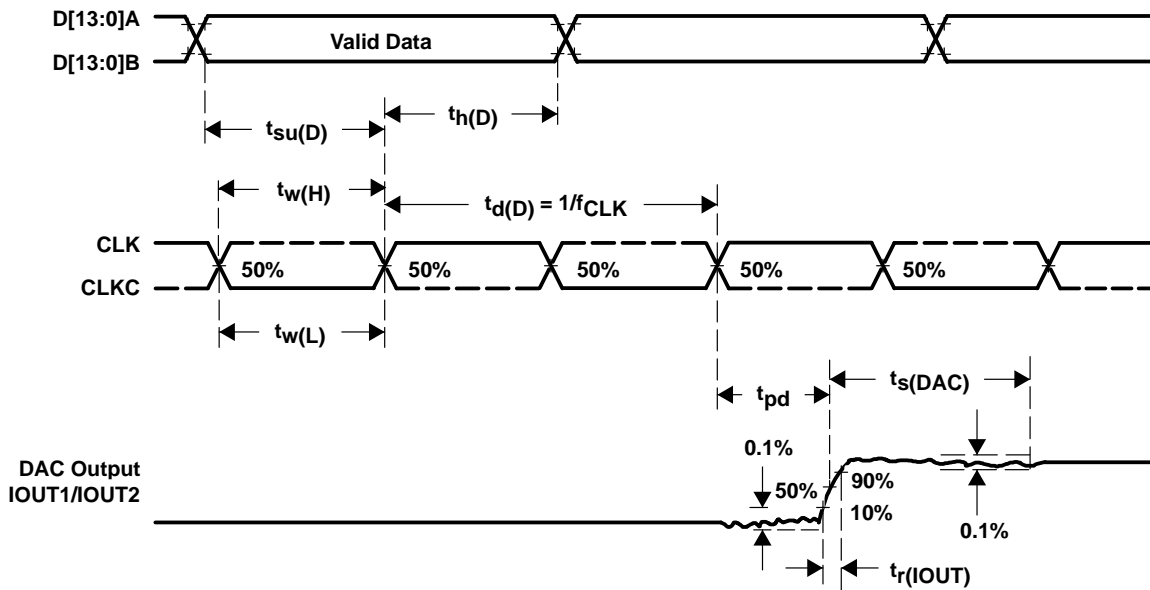 D[13:0]A
Valid Data
D[13:0]B
th(D)
tsu(D)
tw(H)
td(D) = 1/fCLK
CLK
50% 50% 50% 50% 50%
CLKC
tw(L)
ts(DAC)
tpd
0.1%
DAC Output
IOUT1/IOUT2
50% 90%
10%
0.1%
tr(IOUT)